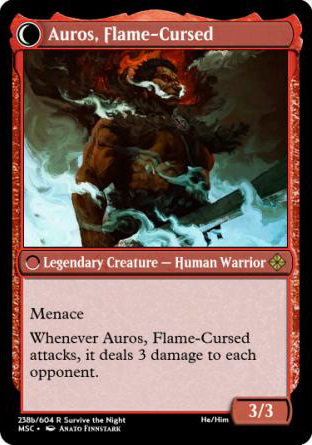 Auros, Flame-Cursed
Legendary Creature — Human Warrior
Menace
Whenever Auros, Flame-Cursed
attacks, it deals 3 damage to each
opponent.
238b/604 R Survive the Night
He/Him
MSC • Anato Finnstark
3/3